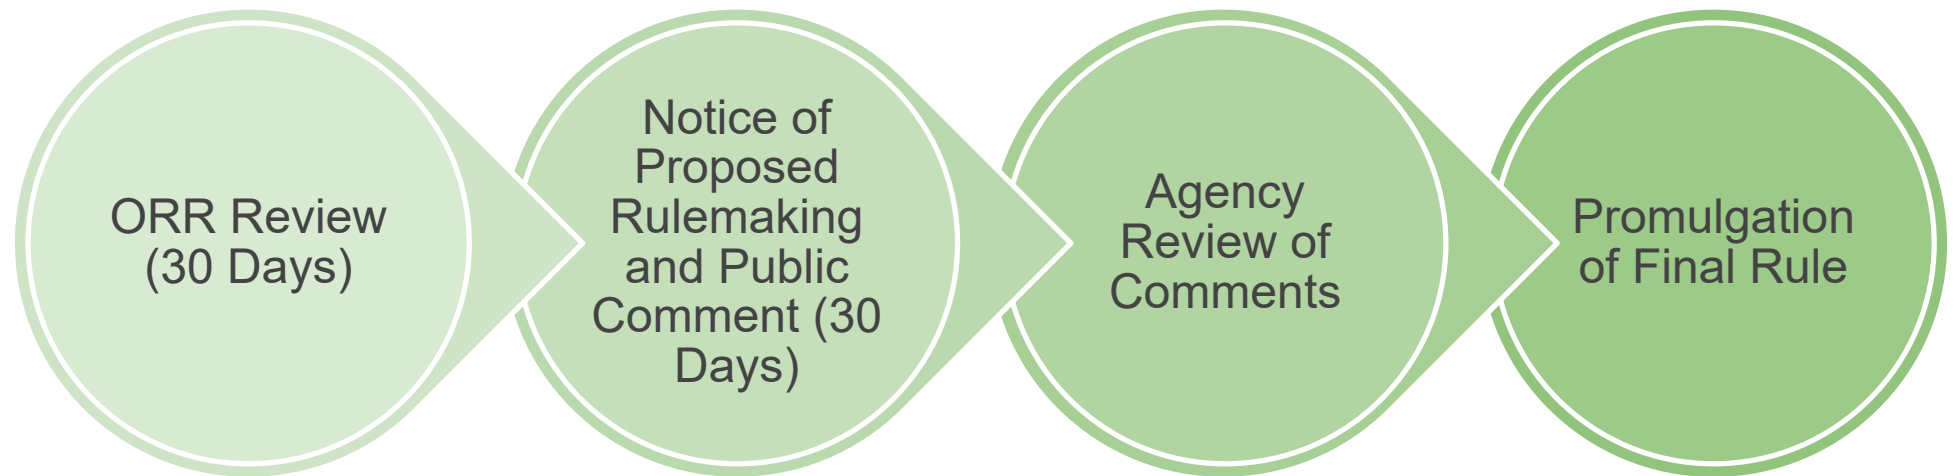 ORR Review
(30 Days)
Notice of
Proposed
Rulemaking
and Public
Comment (30
Days)
Agency
Review of
Comments
Promulgation
of Final Rule